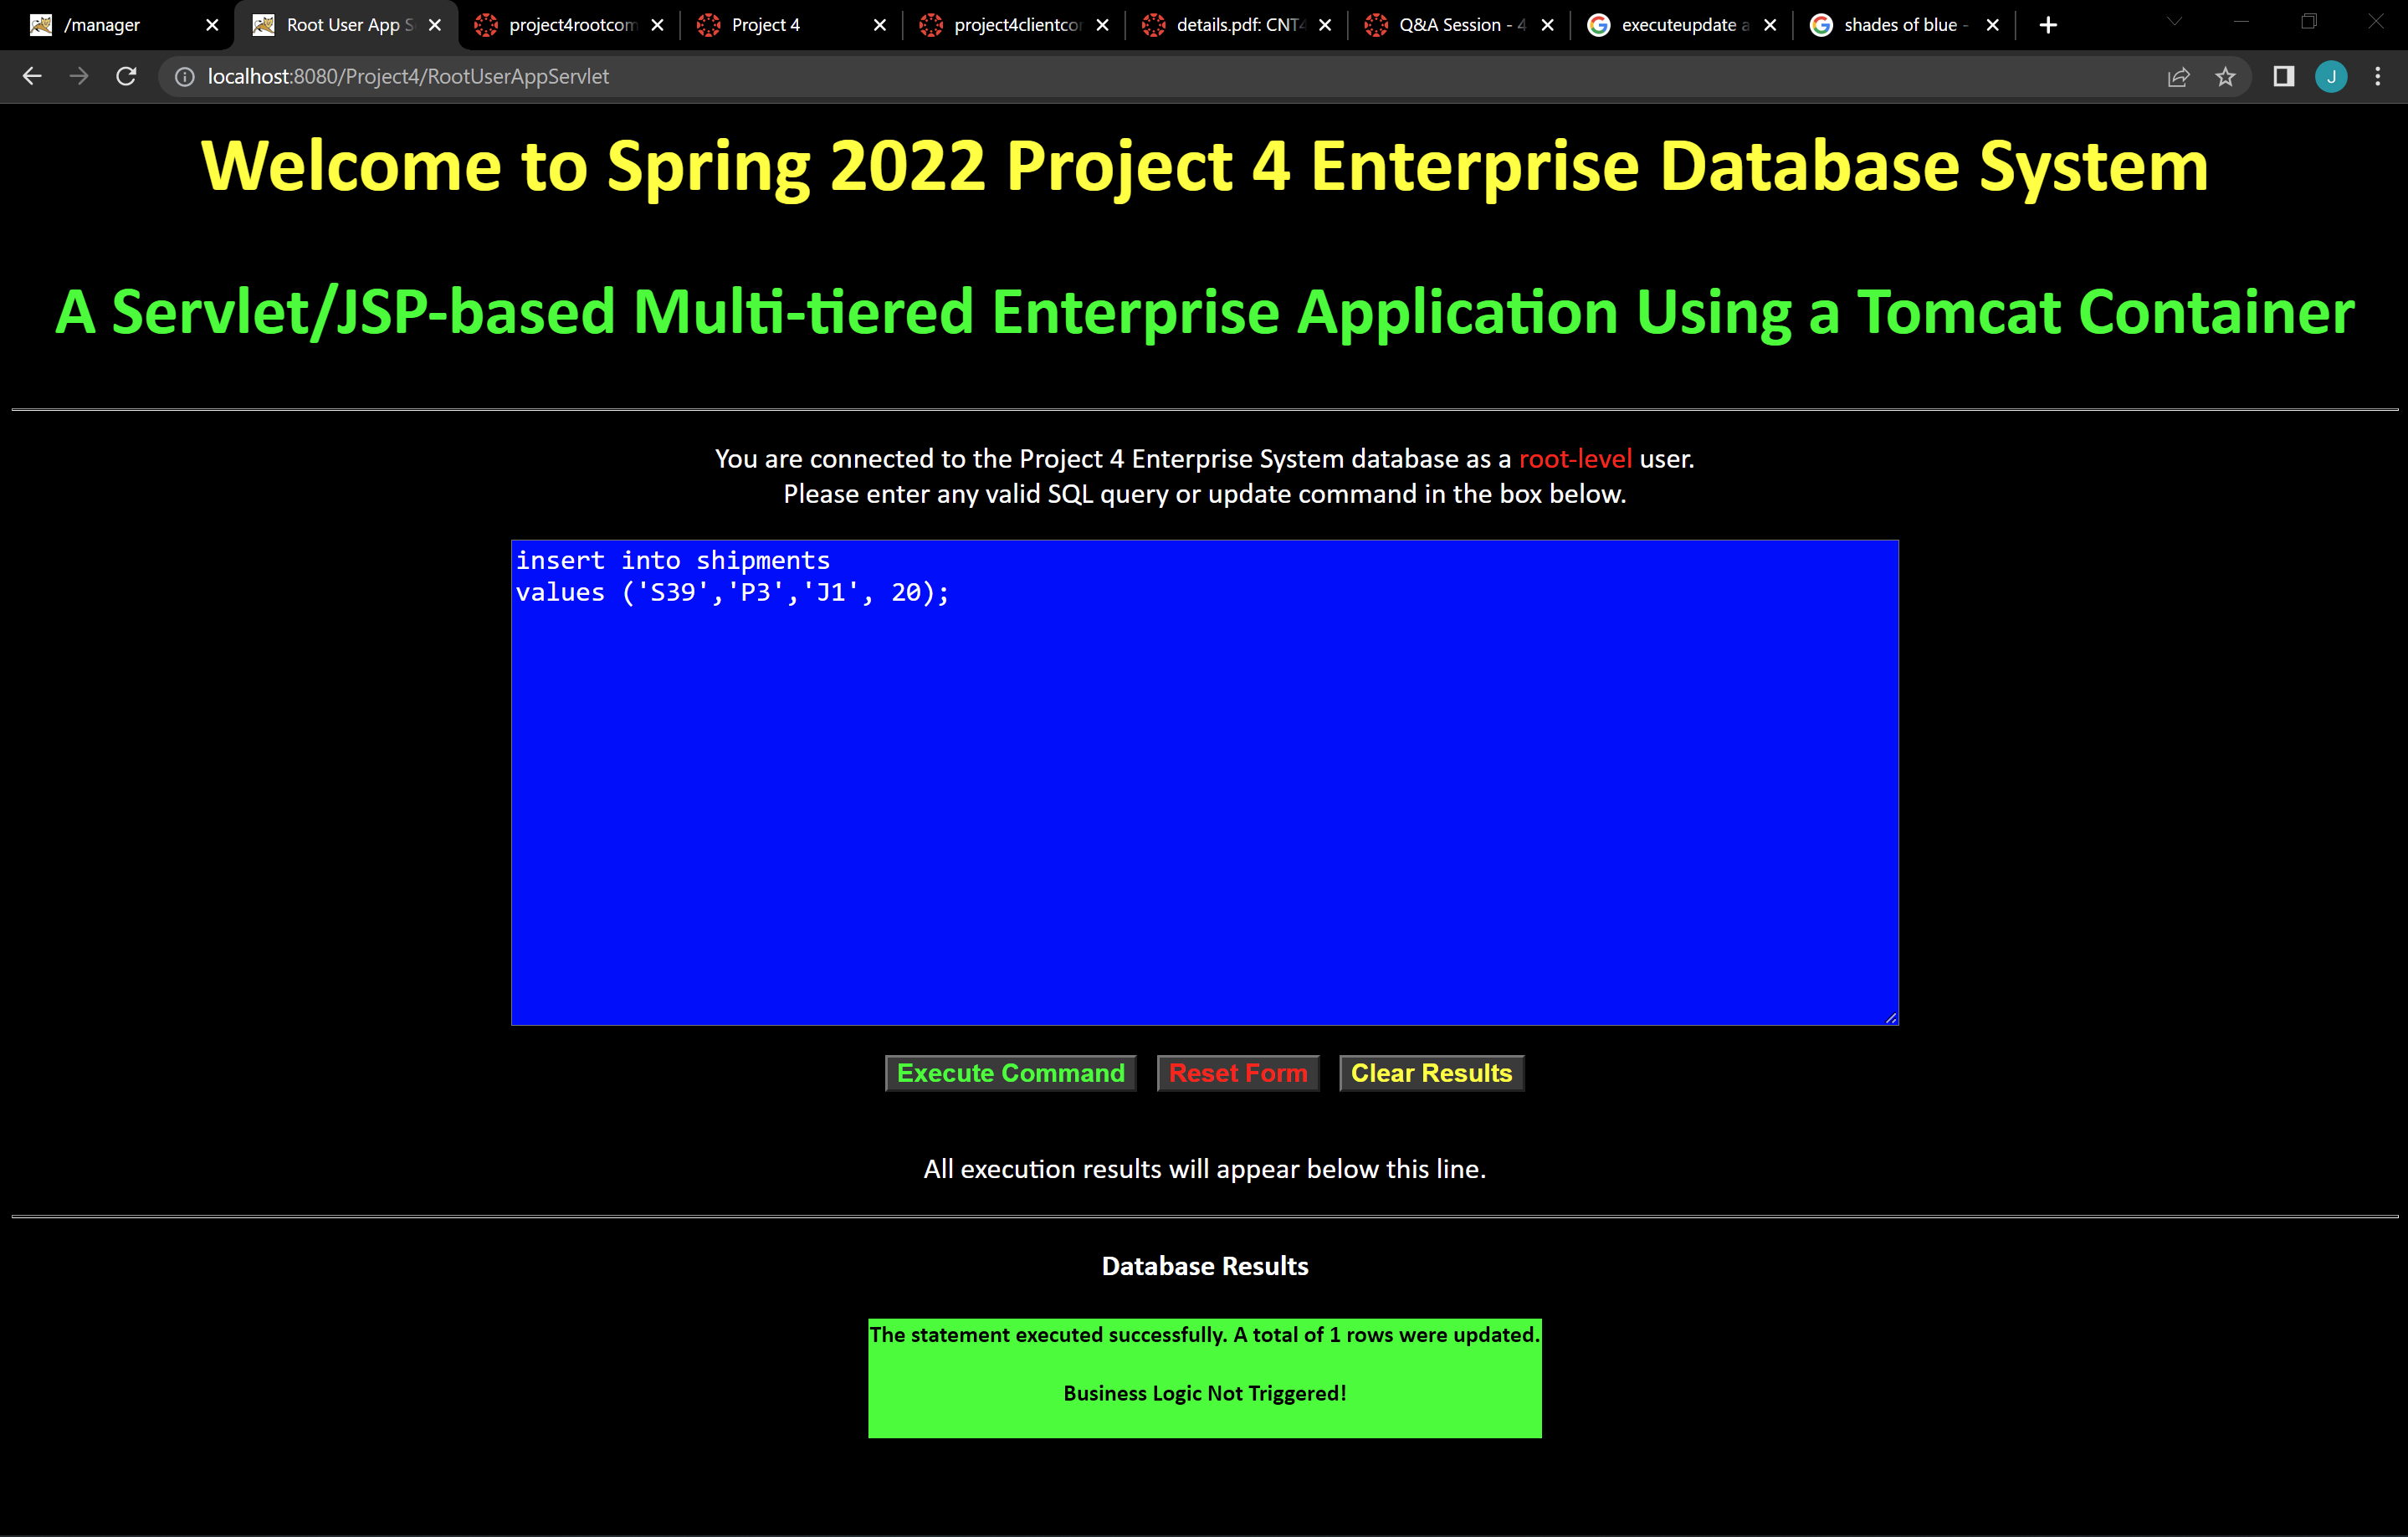 /manager
Root User App S
project4rootcom
Project 4
project4clientcor
details.pdf: CNT4
Q&A Session - 4
executeupdate a
shades of blue -
localhost:8080/Project4/RootUserAppServlet
J
Welcome to Spring 2022 Project 4 Enterprise Database System
A Servlet/JSP-based Multi-tiered Enterprise Application Using a Tomcat Container
You are connected to the Project 4 Enterprise System database as a root-level user.
Please enter any valid SQL query or update command in the box below.
insert into shipments
values ('S39','P3','J1', 20);
Execute Command
Reset Form
Clear Results
All execution results will appear below this line.
Database Results
The statement executed successfully. A total of 1 rows were updated.
Business Logic Not Triggered!